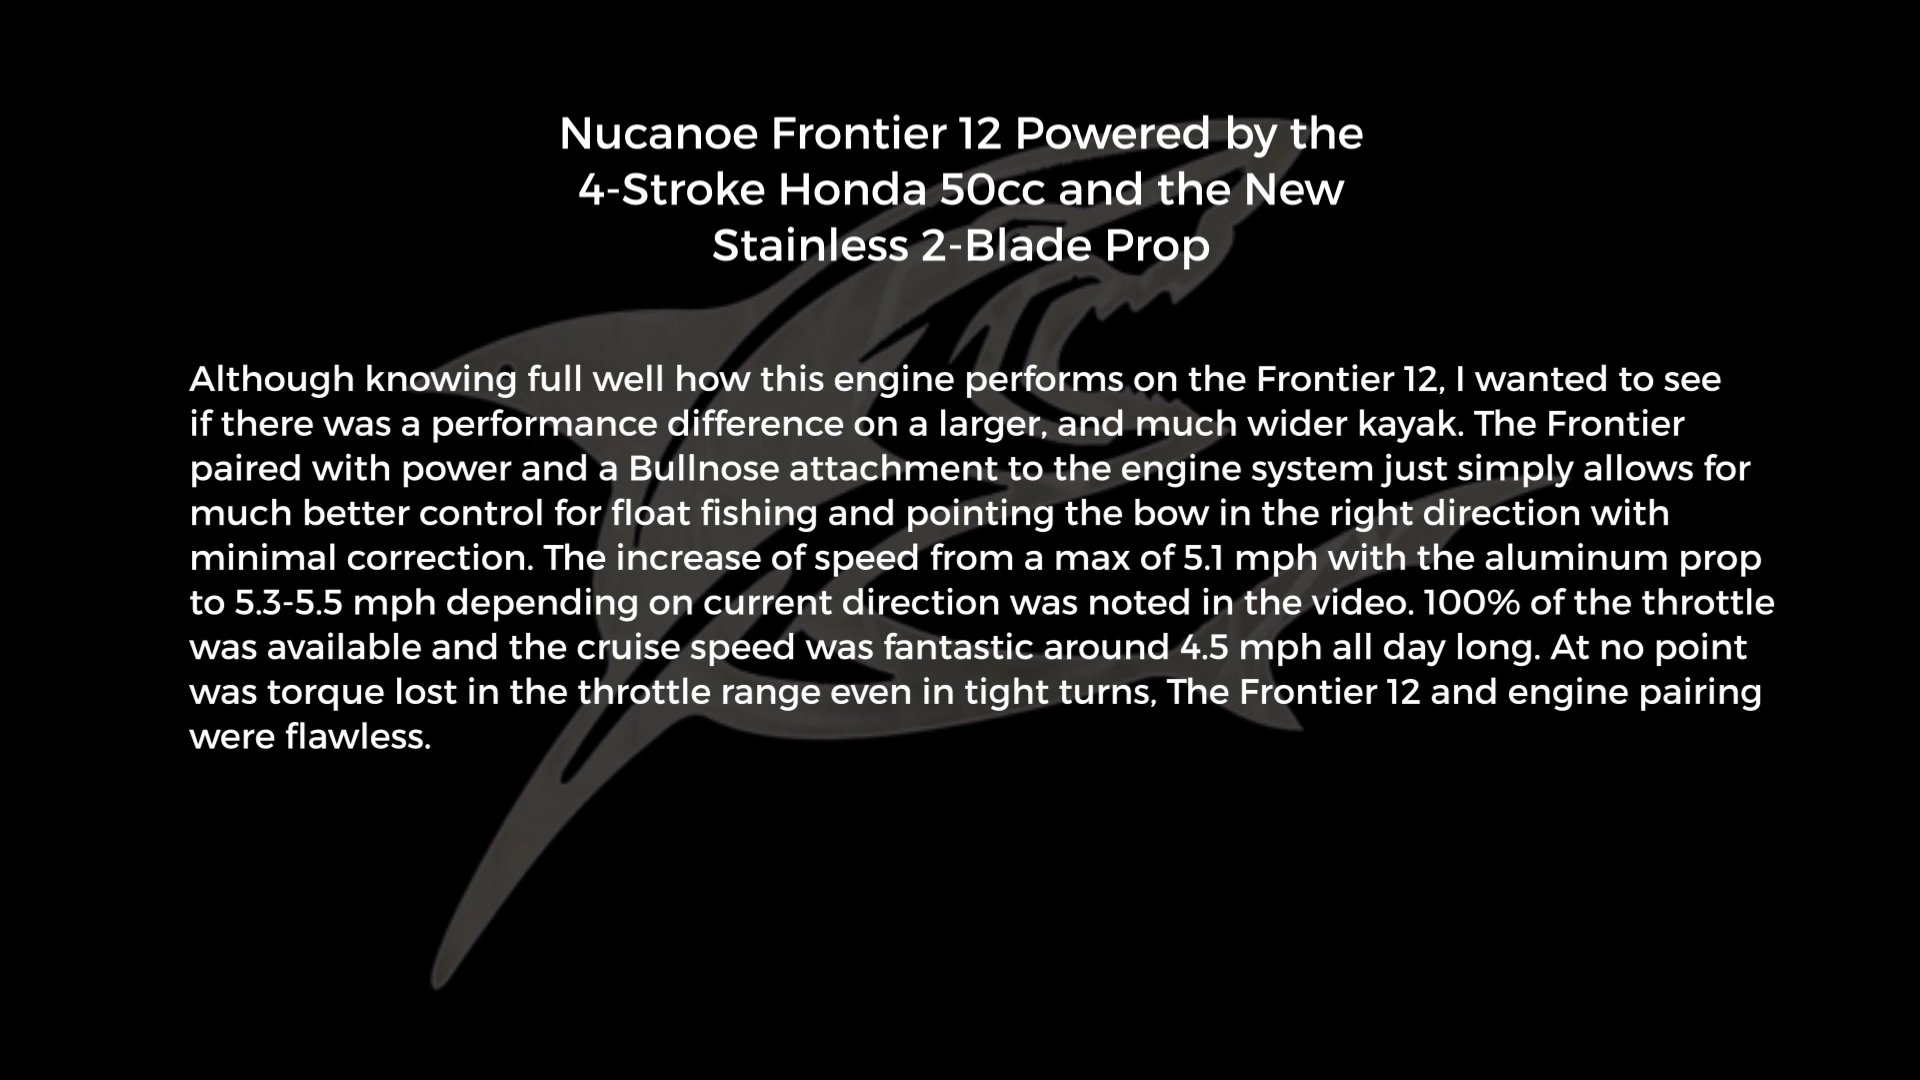 Nucanoe Frontier 12 Powered by the
4-Stroke Honda 50cc and the New
Stainless 2-Blade Prop
Although knowing full well how this engine performs on the Frontier 12, I wanted to see
if there was a performance difference on a larger, and much wider kayak. The Frontier
paired with power and a Bullnose attachment to the engine system just simply allows for
much better control for float fishing and pointing the bow in the right direction with
minimal correction. The increase of speed from a max of 5.1 mph with the aluminum prop
to 5.3-5.5 mph depending on current direction was noted in the video. 100% of the throttle
was available and the cruise speed was fantastic around 4.5 mph all day long. At no point
was torque lost in the throttle range even in tight turns, The Frontier 12 and engine pairing
were flawless.